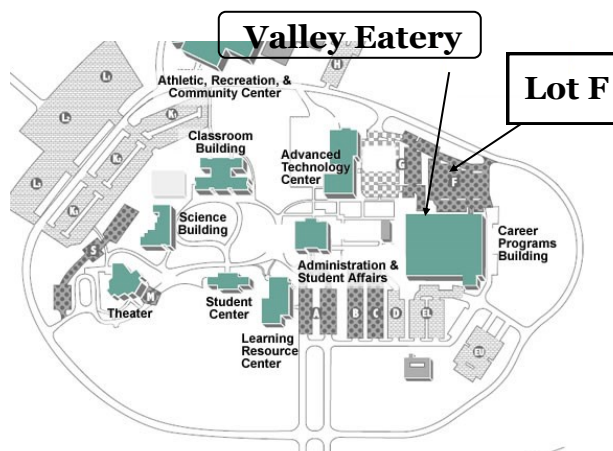 Valley Eatery
Lot F
Athletic, Recreation, &
Community Center
H
L
K
Classroom
Building
Advanced
Technology
Center
G
F
L
K
Science
Building
S
Career
Programs
Building
Administration &
Student Affairs
Theater
M
Student
Center
Learning
Resource
Center
A
B
C
D